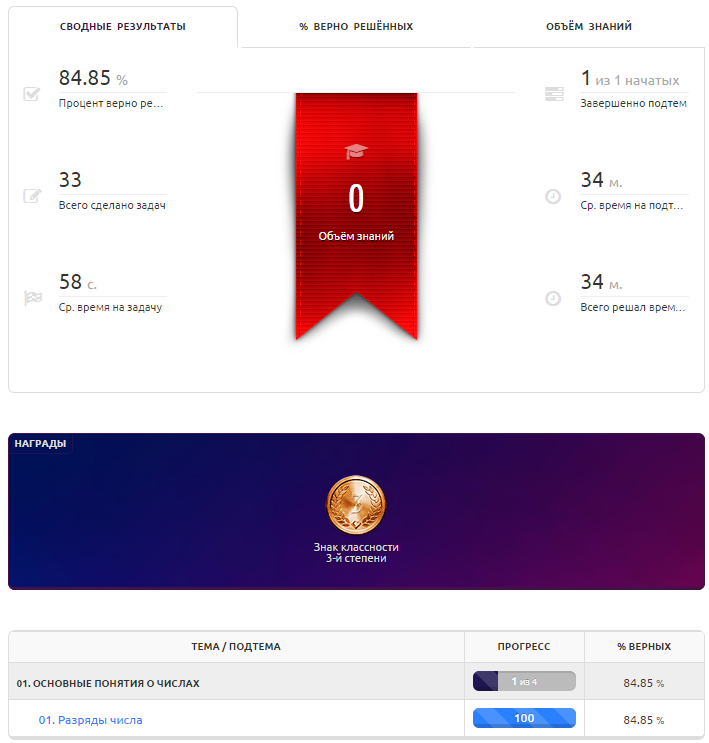 СВОДНЫЕ РЕЗУЛЬТАТЫ
% ВЕРНО РЕШЁННЫХ
ОБЪЁМ ЗНАНИЙ
84.85 %
Процент верно ре...
33
Всего сделано задач
58 с.
Ср. время на задачу
0
Объём знаний
1 из 1 начатых
Завершенно подтем
34 м.
Ср. время на подт...
34 м.
Всего решал врем...
НАГРАДЫ
3
Знак классности
3-й степени
ТЕМА / ПОДТЕМА
ПРОГРЕСС
% ВЕРНЫХ
01. ОСНОВНЫЕ ПОНЯТИЯ О ЧИСЛАХ
1 из 4
84.85 %
01. Разряды числа
100
84.85 %